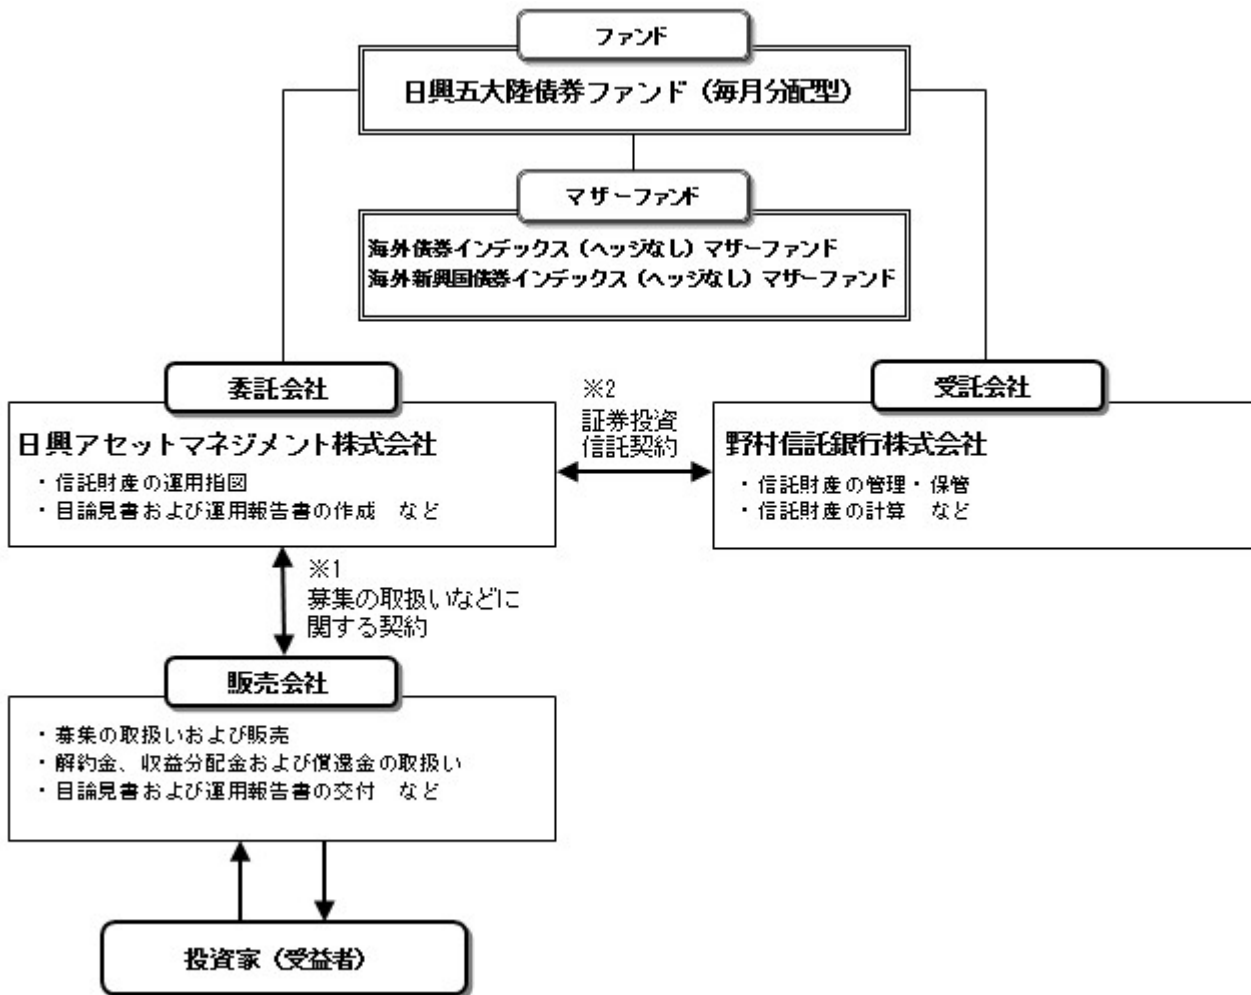 ファンド
日興五大陸債券ファンド（毎月分配型）
マザーファンド
海外債券インデックス（ヘッジなし）マザーファンド
海外新興国債券インデックス（ヘッジなし）マザーファンド
委託会社
日興アセットマネジメント株式会社
・信託財産の運用指図
・目論見書および運用報告書の作成　など
※2
証券投資
信託契約
受託会社
野村信託銀行株式会社
・信託財産の管理・保管
・信託財産の計算　など
※1
募集の取扱いなどに
関する契約
販売会社
・募集の取扱いおよび販売
・解約金、収益分配金および償還金の取扱い
・目論見書および運用報告書の交付　など
投資家（受益者）